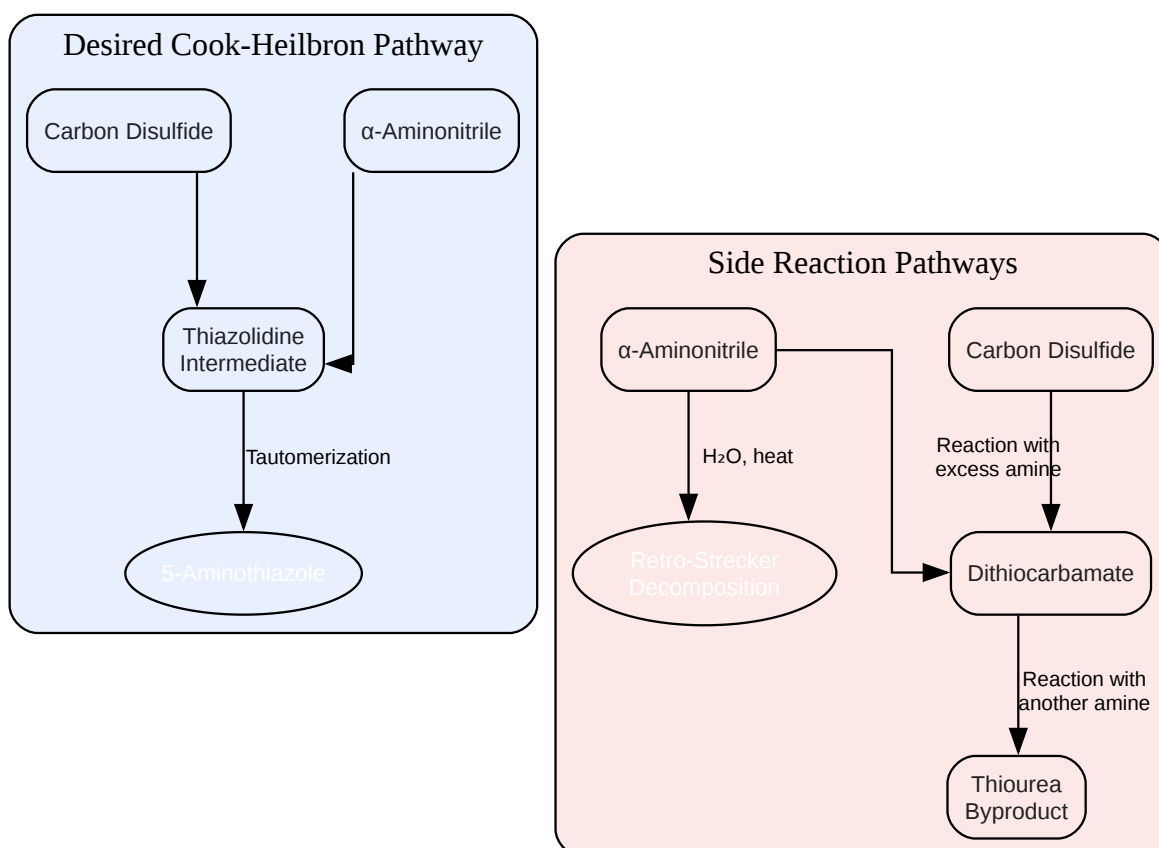 Desired Cook-Heilbron Pathway
Carbon Disulfide
α-Aminonitrile
Thiazolidine
Intermediate
Tautomerization
5-Aminothiazole
Side Reaction Pathways
α-Aminonitrile
Carbon Disulfide
H₂O, heat
Reaction with
excess amine
Retro-Strecker
Decomposition
Dithiocarbamate
Reaction with
another amine
Thiourea
Byproduct